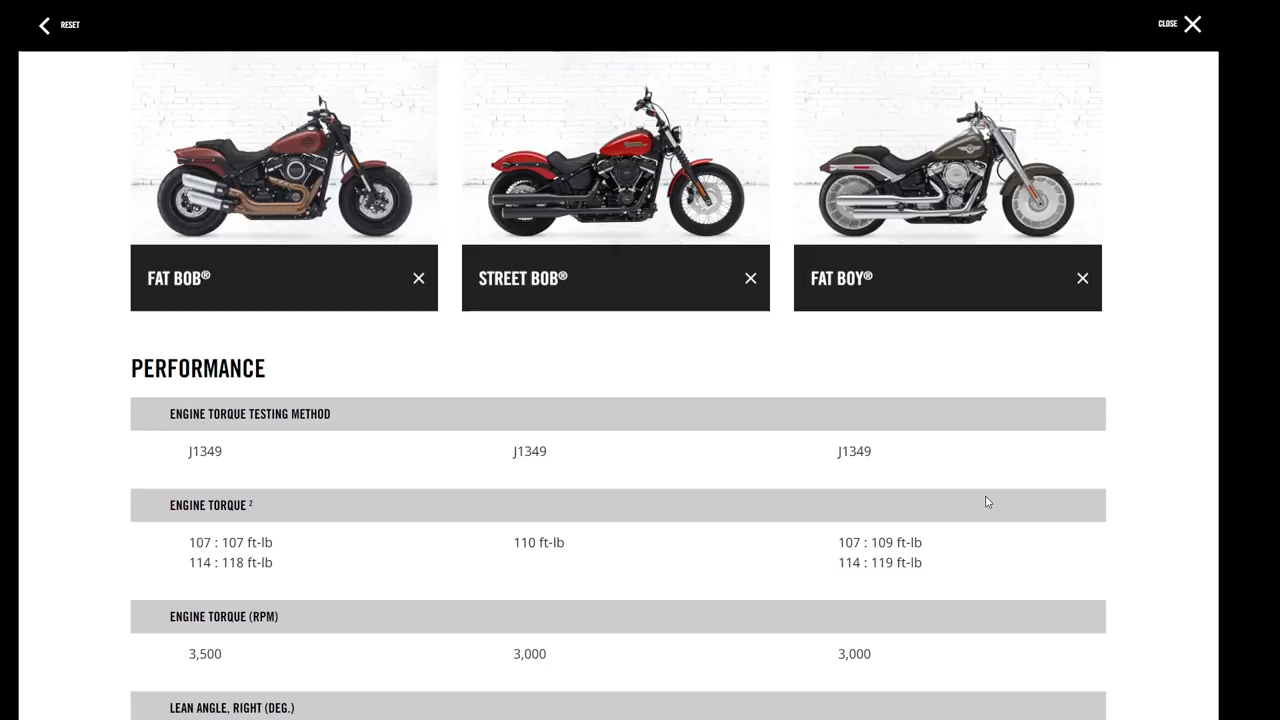 RESET
CLOSE
FAT BOB®
STREET BOB®
FAT BOY®
PERFORMANCE
ENGINE TORQUE TESTING METHOD
J1349 J1349 J1349
ENGINE TORQUE ²
107 : 107 ft-lb 110 ft-lb 107 : 109 ft-lb
114 : 118 ft-lb 114 : 119 ft-lb
ENGINE TORQUE (RPM)
3,500 3,000 3,000
LEAN ANGLE, RIGHT (DEG.)